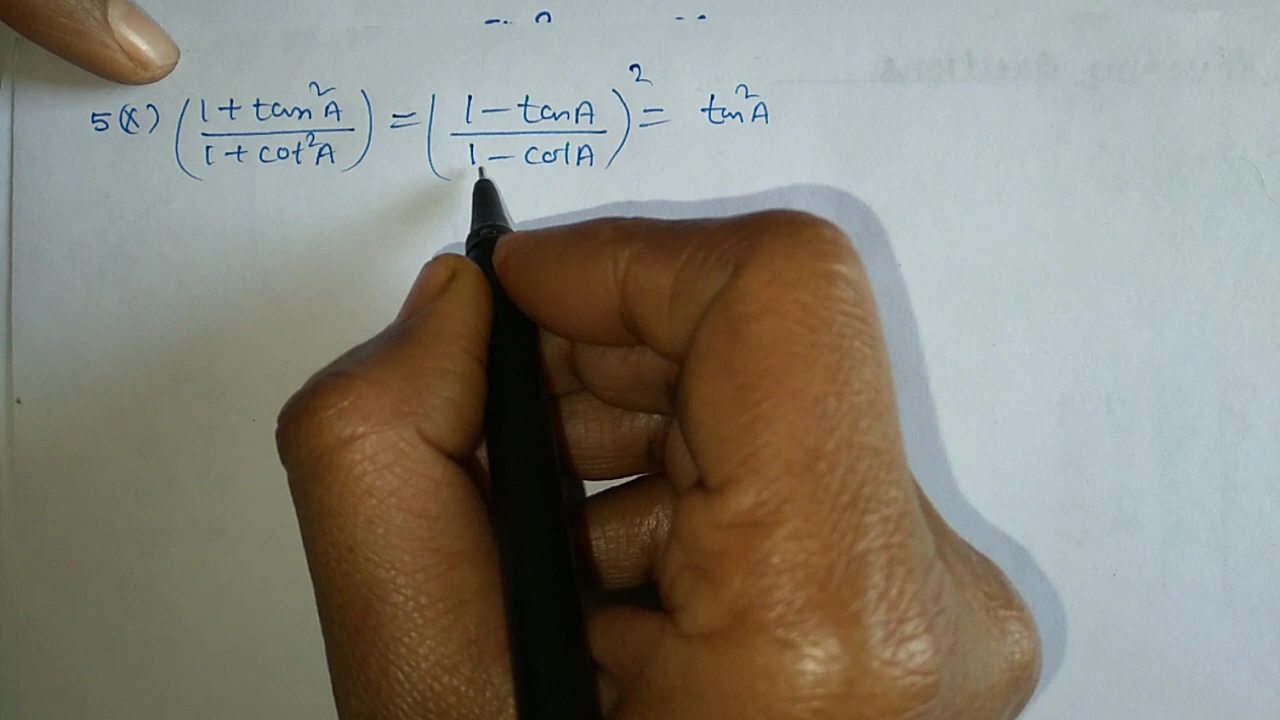 5(x) (1 + tan²A / 1 + cot²A) = (1 - tanA / 1 - cotA)² = tan²A